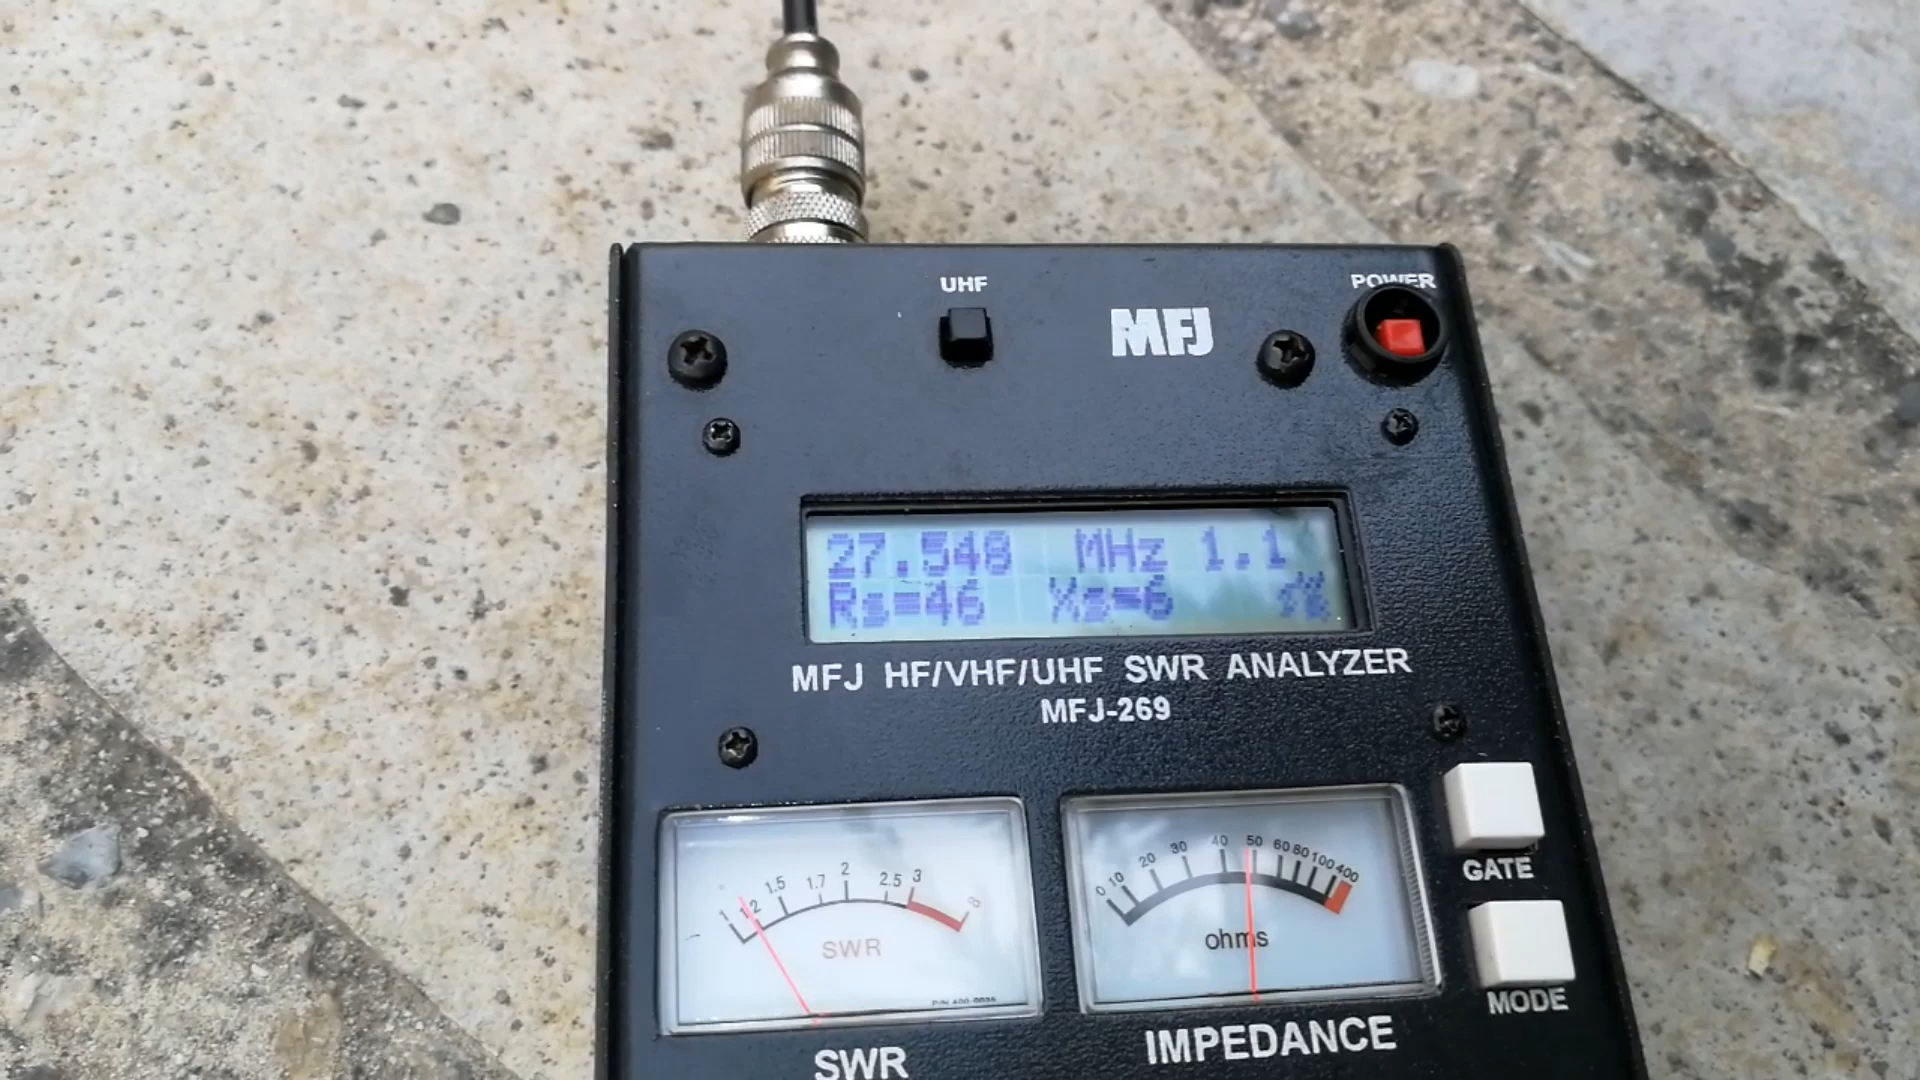 UHF
POWER
MFJ
27.548 MHz 1.1
Rs=46 Xs=6
MFJ HF/VHF/UHF SWR ANALYZER
MFJ-269
1 1.2 1.5 1.7 2 2.5 3
SWR
0 10 20 30 40 50 60 80 100 400
ohms
GATE
MODE
SWR
IMPEDANCE